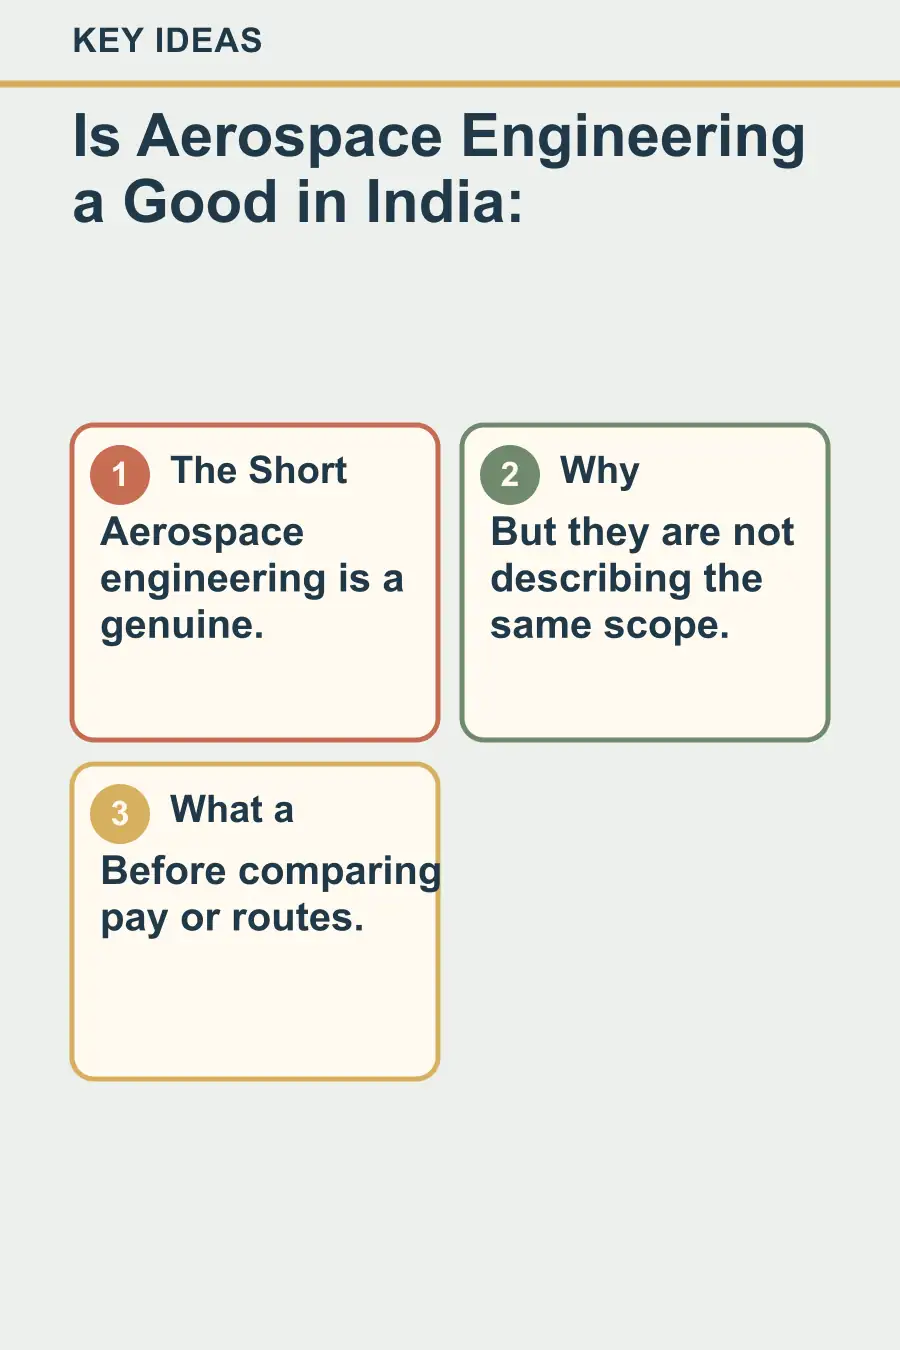 KEY IDEAS
Is Aerospace Engineering
a Good in India:
1 The Short
Aerospace
engineering is a
genuine.
2 Why
But they are not
describing the
same scope.
3 What a
Before comparing
pay or routes.